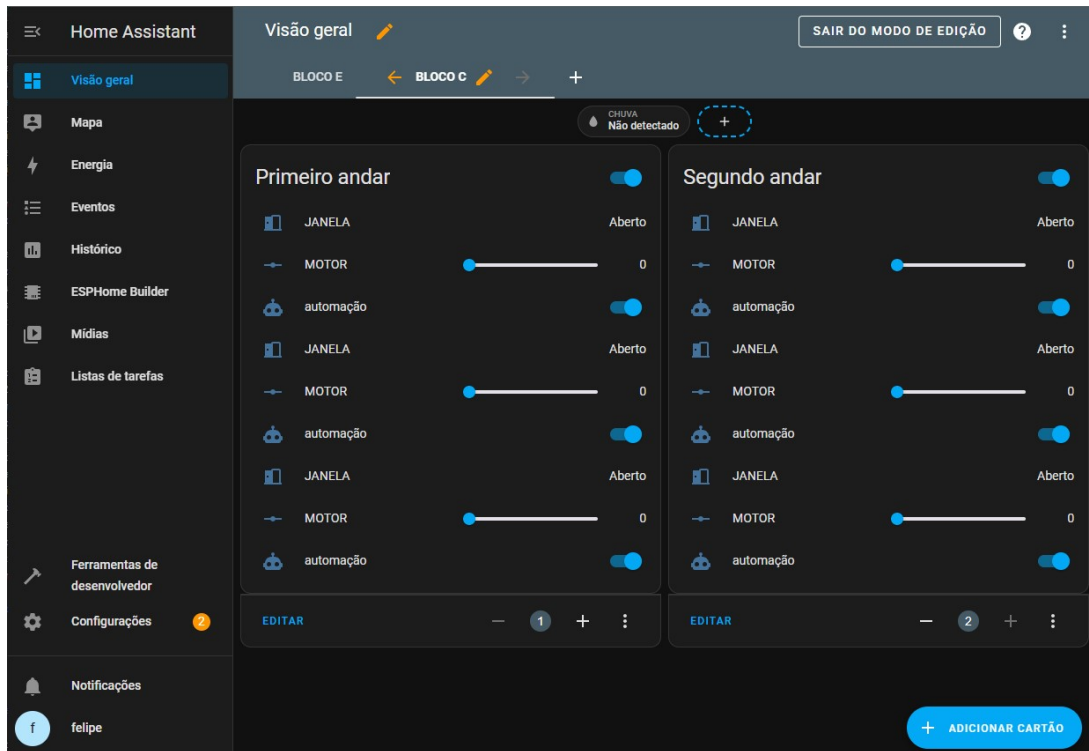 Home Assistant
Visão geral
Mapa
Energia
Eventos
Histórico
ESPHome Builder
Mídias
Listas de tarefas
Ferramentas de
desenvolvedor
Configurações 2
Notificações
f felipe
Visão geral SAIR DO MODO DE EDIÇÃO ?
BLOCO E BLOCO C +
CHUVA
Não detectado +
Primeiro andar
JANELA Aberto
MOTOR 0
automação
JANELA Aberto
MOTOR 0
automação
JANELA Aberto
MOTOR 0
automação
EDITAR − 1 +
Segundo andar
JANELA Aberto
MOTOR 0
automação
JANELA Aberto
MOTOR 0
automação
JANELA Aberto
MOTOR 0
automação
EDITAR − 2 +
+ ADICIONAR CARTÃO